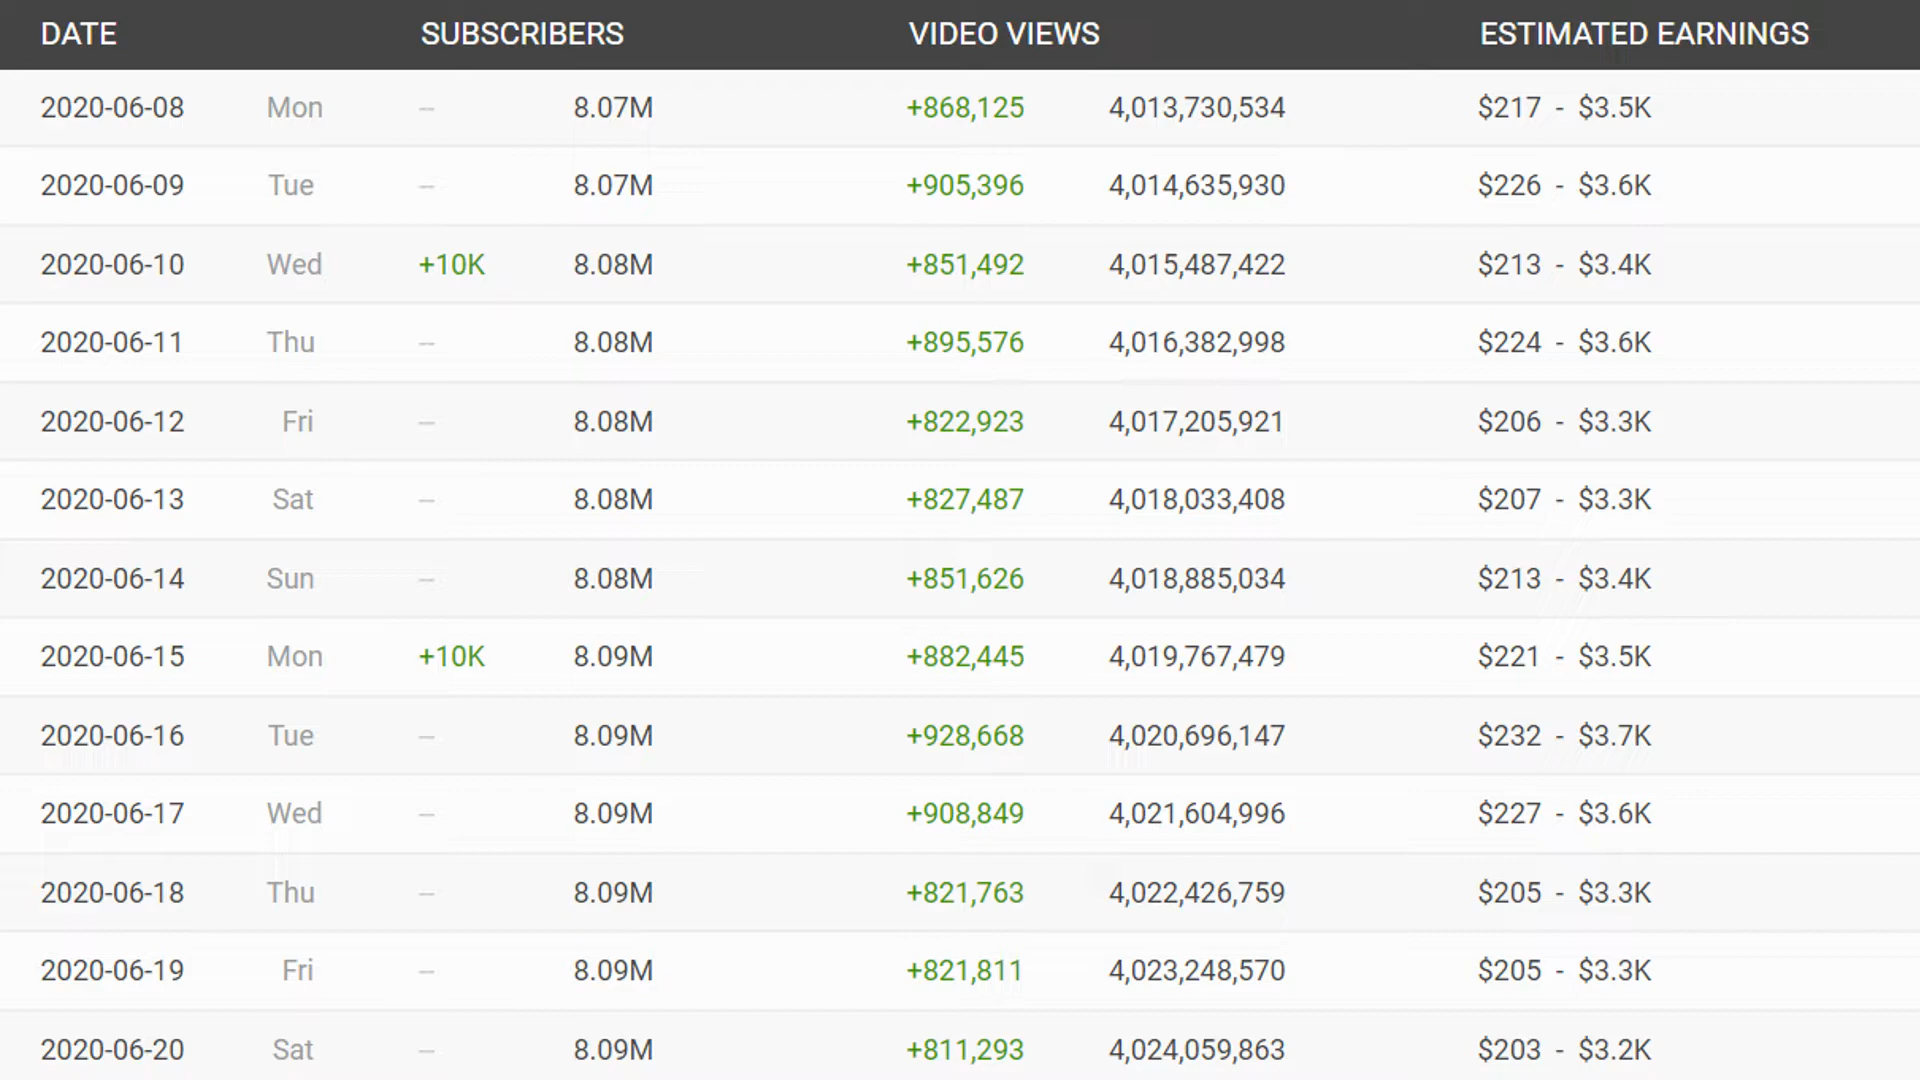 DATE SUBSCRIBERS VIDEO VIEWS ESTIMATED EARNINGS
2020-06-08 Mon -- 8.07M +868,125 4,013,730,534 $217 - $3.5K
2020-06-09 Tue -- 8.07M +905,396 4,014,635,930 $226 - $3.6K
2020-06-10 Wed +10K 8.08M +851,492 4,015,487,422 $213 - $3.4K
2020-06-11 Thu -- 8.08M +895,576 4,016,382,998 $224 - $3.6K
2020-06-12 Fri -- 8.08M +822,923 4,017,205,921 $206 - $3.3K
2020-06-13 Sat -- 8.08M +827,487 4,018,033,408 $207 - $3.3K
2020-06-14 Sun -- 8.08M +851,626 4,018,885,034 $213 - $3.4K
2020-06-15 Mon +10K 8.09M +882,445 4,019,767,479 $221 - $3.5K
2020-06-16 Tue -- 8.09M +928,668 4,020,696,147 $232 - $3.7K
2020-06-17 Wed -- 8.09M +908,849 4,021,604,996 $227 - $3.6K
2020-06-18 Thu -- 8.09M +821,763 4,022,426,759 $205 - $3.3K
2020-06-19 Fri -- 8.09M +821,811 4,023,248,570 $205 - $3.3K
2020-06-20 Sat -- 8.09M +811,293 4,024,059,863 $203 - $3.2K